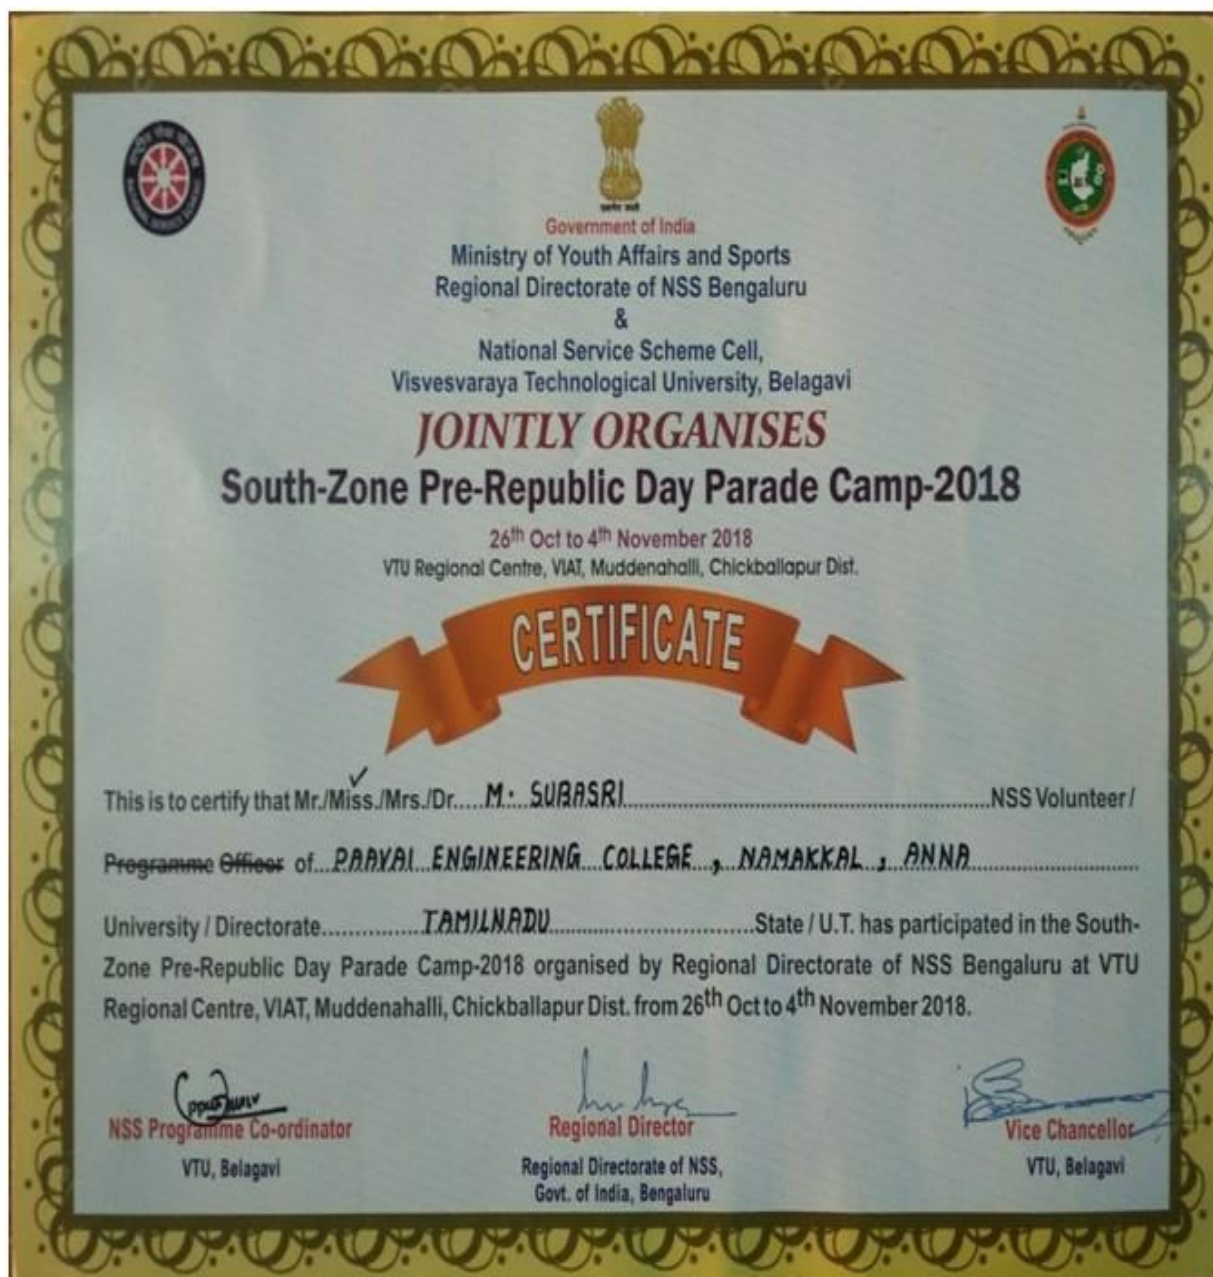 Government of India
Ministry of Youth Affairs and Sports
Regional Directorate of NSS Bengaluru
&
National Service Scheme Cell,
Visvesvaraya Technological University, Belagavi
JOINTLY ORGANISES
South-Zone Pre-Republic Day Parade Camp-2018
26th Oct to 4th November 2018
VTU Regional Centre, VIAT, Muddenahalli, Chickballapur Dist.
CERTIFICATE
This is to certify that Mr./Miss./Mrs./Dr.... M. SUBASRI ....NSS Volunteer /
Programme Officer of... PAAVAI ENGINEERING COLLEGE , NAMAKKAL , ANNA ....
University / Directorate.... TAMILNADU ....State / U.T. has participated in the South-
Zone Pre-Republic Day Parade Camp-2018 organised by Regional Directorate of NSS Bengaluru at VTU
Regional Centre, VIAT, Muddenahalli, Chickballapur Dist. from 26th Oct to 4th November 2018.
NSS Programme Co-ordinator
VTU, Belagavi
Regional Director
Regional Directorate of NSS,
Govt. of India, Bengaluru
Vice Chancellor
VTU, Belagavi